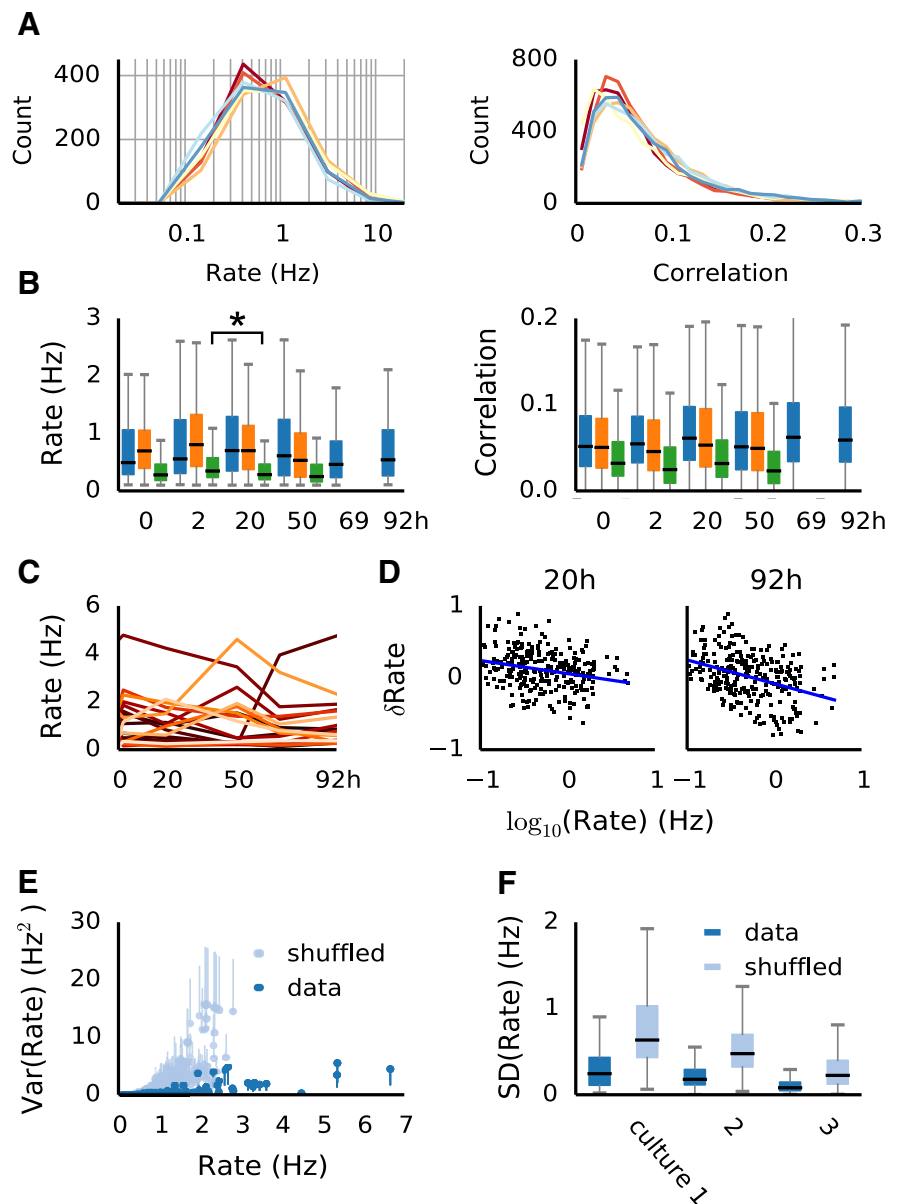 A
400
200
0
Count
0.1
1
10
Rate (Hz)
800
400
0
Count
0
0.1
0.2
0.3
Correlation
B
3
2
1
0
Rate (Hz)
*
0
2
20
50
69
92h
0.2
0.1
0.0
Correlation
0
2
20
50
69
92h
C
6
4
2
0
Rate (Hz)
0
20
50
92h
D
20h
92h
1
0
−1
δRate
−1
0
1
−1
0
1
log10(Rate) (Hz)
E
30
20
10
0
Var(Rate) (Hz²)
shuffled
data
0
1
2
3
4
5
6
7
Rate (Hz)
F
2
1
0
SD(Rate) (Hz)
data
shuffled
culture 1
2
3